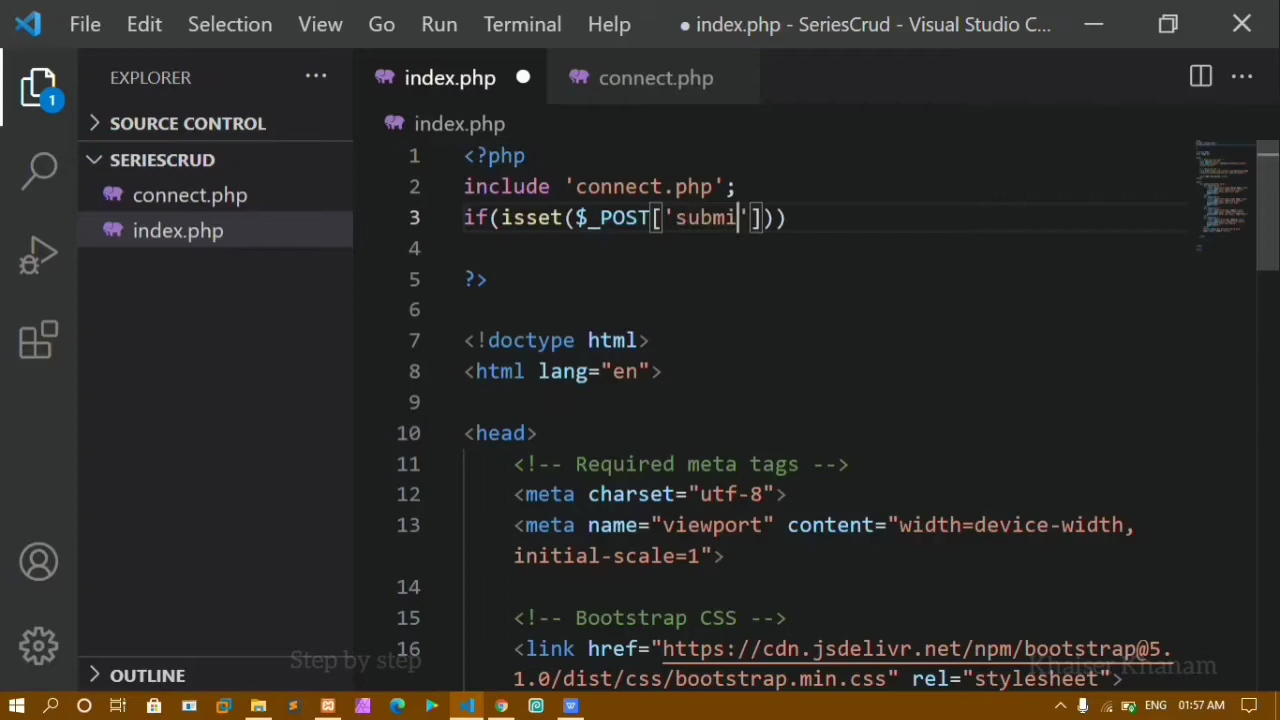 File Edit Selection View Go Run Terminal Help ● index.php - SeriesCrud - Visual Studio C...
EXPLORER ...
index.php ● connect.php ...
1
SOURCE CONTROL
SERIESCRUD
connect.php
index.php
OUTLINE
index.php
1 <?php
2 include 'connect.php';
3 if(isset($_POST['submi']))
4
5 ?>
6
7 <!doctype html>
8 <html lang="en">
9
10 <head>
11 <!-- Required meta tags -->
12 <meta charset="utf-8">
13 <meta name="viewport" content="width=device-width,
initial-scale=1">
14
15 <!-- Bootstrap CSS -->
16 <link href="https://cdn.jsdelivr.net/npm/bootstrap@5.
1.0/dist/css/bootstrap.min.css" rel="stylesheet">
Step by step
Khaiser Khanam
ENG 01:57 AM